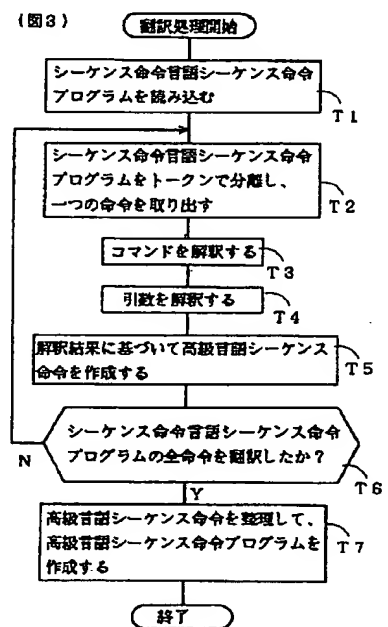 (図3)
翻訳処理開始
シーケンス命令言語シーケンス命令
プログラムを読み込む
T1
シーケンス命令言語シーケンス命令
プログラムをトークンで分離し、
一つの命令を取り出す
T2
コマンドを解釈する
T3
引数を解釈する
T4
解釈結果に基づいて高級言語シーケンス
命令を作成する
T5
シーケンス命令言語シーケンス命令
プログラムの全命令を翻訳したか？
N
T6
Y
高級言語シーケンス命令を整理して、
高級言語シーケンス命令プログラムを
作成する
T7
終了